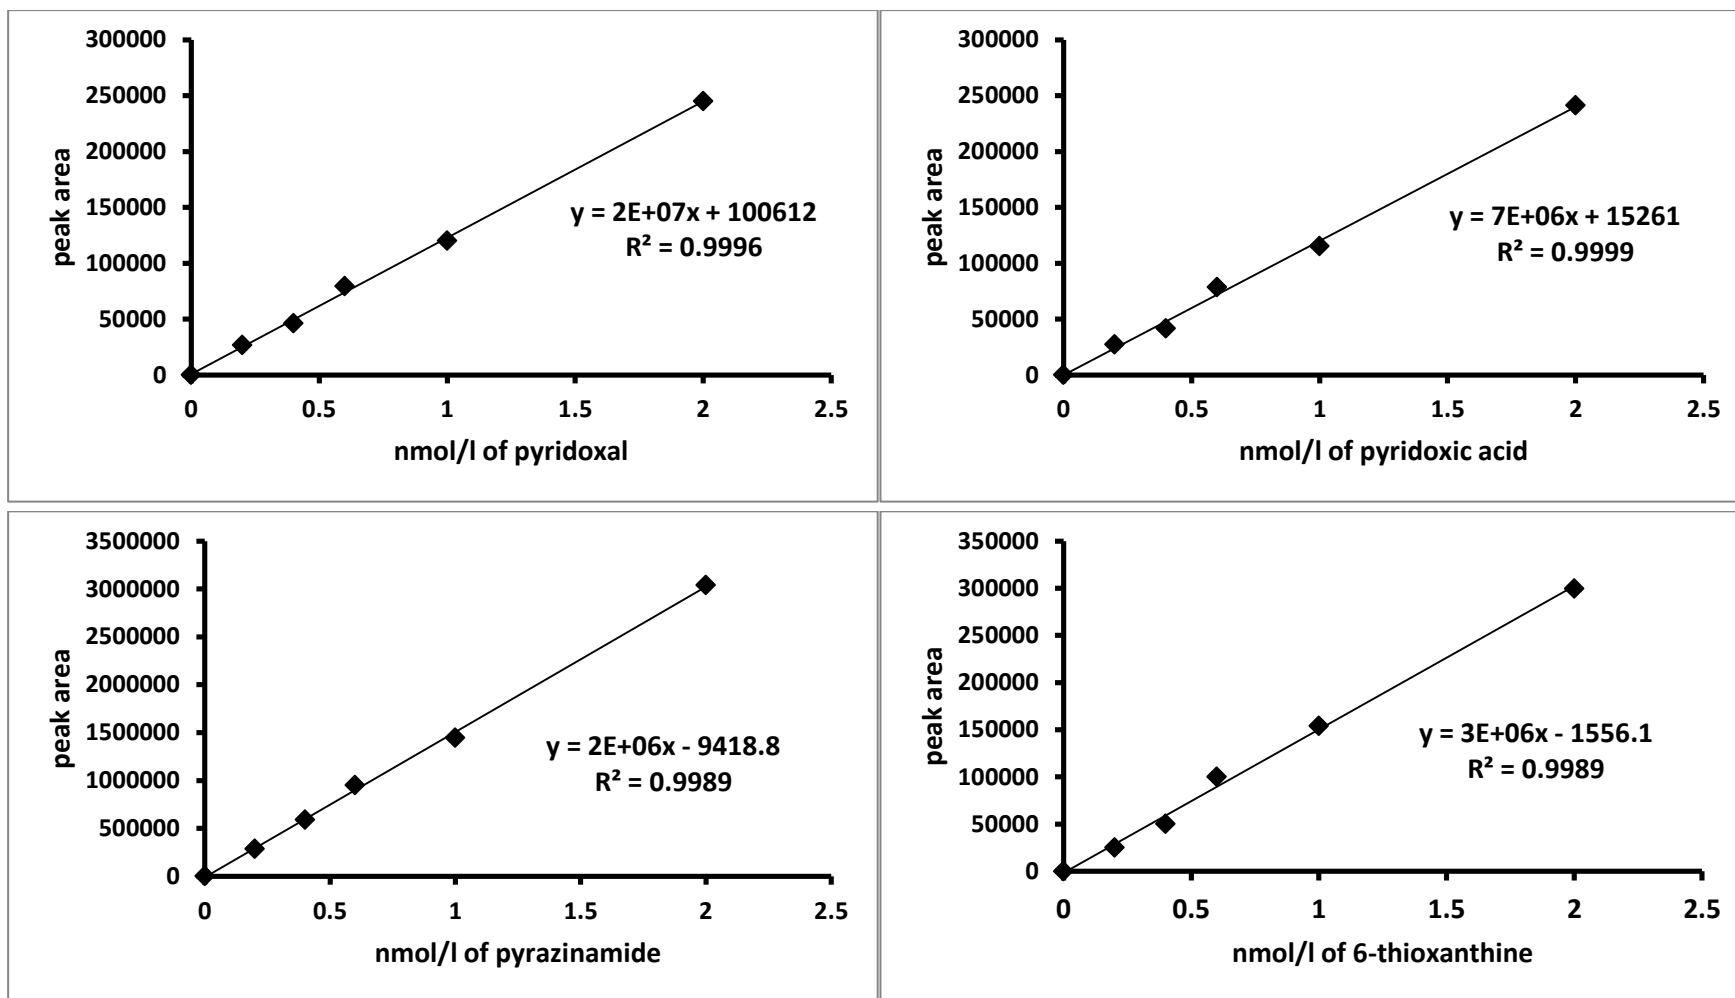 300000
250000
200000
150000
100000
50000
0
peak area
y = 2E+07x + 100612
R² = 0.9996
0 0.5 1 1.5 2 2.5
nmol/l of pyridoxal
300000
250000
200000
150000
100000
50000
0
peak area
y = 7E+06x + 15261
R² = 0.9999
0 0.5 1 1.5 2 2.5
nmol/l of pyridoxic acid
3500000
3000000
2500000
2000000
1500000
1000000
500000
0
peak area
y = 2E+06x - 9418.8
R² = 0.9989
0 0.5 1 1.5 2 2.5
nmol/l of pyrazinamide
350000
300000
250000
200000
150000
100000
50000
0
peak area
y = 3E+06x - 1556.1
R² = 0.9989
0 0.5 1 1.5 2 2.5
nmol/l of 6-thioxanthine